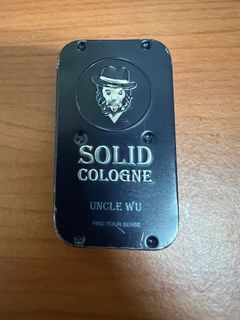 SOLID
COLOGNE
UNCLE WU
FIND YOUR SENSE